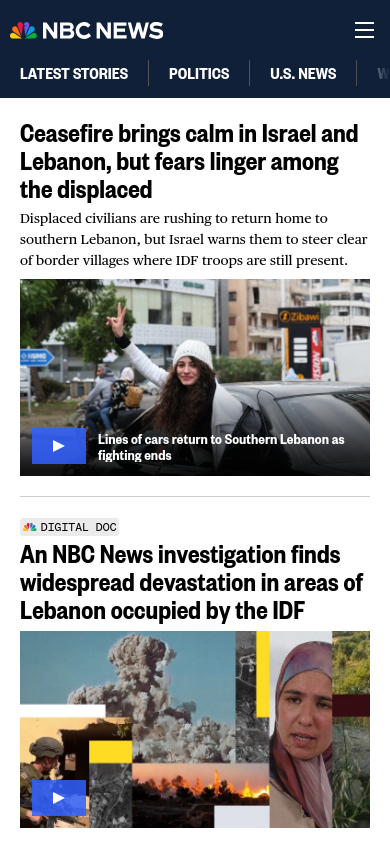 NBC NEWS
LATEST STORIES
POLITICS
U.S. NEWS
Ceasefire brings calm in Israel and
Lebanon, but fears linger among
the displaced
Displaced civilians are rushing to return home to
southern Lebanon, but Israel warns them to steer clear
of border villages where IDF troops are still present.
Zibawi
Lines of cars return to Southern Lebanon as
fighting ends
DIGITAL DOC
An NBC News investigation finds
widespread devastation in areas of
Lebanon occupied by the IDF